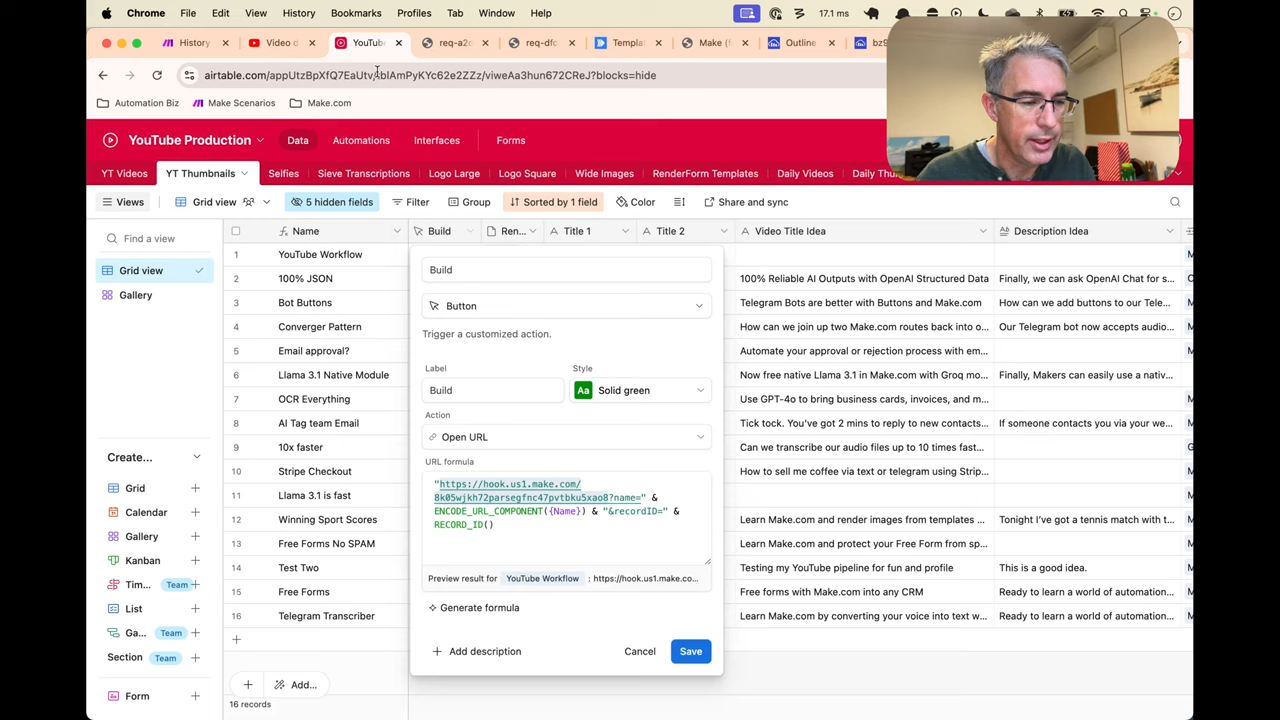 Chrome File Edit View History Bookmarks Profiles Tab Window Help 17.1 ms
History Video d YouTube req-a2c req-dfc Templat Make (f Outline bz9
airtable.com/appUtzBpXfQ7EaUtv/tblAmPyKYc62e2ZZz/viweAa3hun672CReJ?blocks=hide
Automation Biz Make Scenarios Make.com
YouTube Production Data Automations Interfaces Forms
YT Videos YT Thumbnails Selfies Sieve Transcriptions Logo Large Logo Square Wide Images RenderForm Templates Daily Videos Daily Thu
Views Grid view 5 hidden fields Filter Group Sorted by 1 field Color Share and sync
Find a view
Grid view
Gallery
Create...
Grid
Calendar
Gallery
Kanban
Tim... Team
List
Ga... Team
Section Team
Form
Name Build Ren... Title 1 Title 2 Video Title Idea Description Idea
1 YouTube Workflow
2 100% JSON 100% Reliable AI Outputs with OpenAI Structured Data Finally, we can ask OpenAI Chat for s...
3 Bot Buttons Telegram Bots are better with Buttons and Make.com How can we add buttons to our Tele...
4 Converger Pattern How can we join up two Make.com routes back into o... Our Telegram bot now accepts audio...
5 Email approval? Automate your approval or rejection process with em...
6 Llama 3.1 Native Module Now free native Llama 3.1 in Make.com with Groq mo... Finally, Makers can easily use a nativ...
7 OCR Everything Use GPT-4o to bring business cards, invoices, and m...
8 AI Tag team Email Tick tock. You've got 2 mins to reply to new contacts... If someone contacts you via your we...
9 10x faster Can we transcribe our audio files up to 10 times fast...
10 Stripe Checkout How to sell me coffee via text or telegram using Strip...
11 Llama 3.1 is fast
12 Winning Sport Scores Learn Make.com and render images from templates ... Tonight I've got a tennis match with t...
13 Free Forms No SPAM Learn Make.com and protect your Free Form from sp...
14 Test Two Testing my YouTube pipeline for fun and profile This is a good idea.
15 Free Forms Free forms with Make.com into any CRM Ready to learn a world of automation...
16 Telegram Transcriber Learn Make.com by converting your voice into text w... Ready to learn a world of automation...
Add...
16 records
Build
Button
Trigger a customized action.
Label Style
Build Aa Solid green
Action
Open URL
URL formula
"https://hook.us1.make.com/
8k05wjkh72parsegfnc47pvtbku5xao8?name=" &
ENCODE_URL_COMPONENT({Name}) & "&recordID=" &
RECORD_ID()
Preview result for YouTube Workflow : https://hook.us1.make.co...
Generate formula
Add description Cancel Save